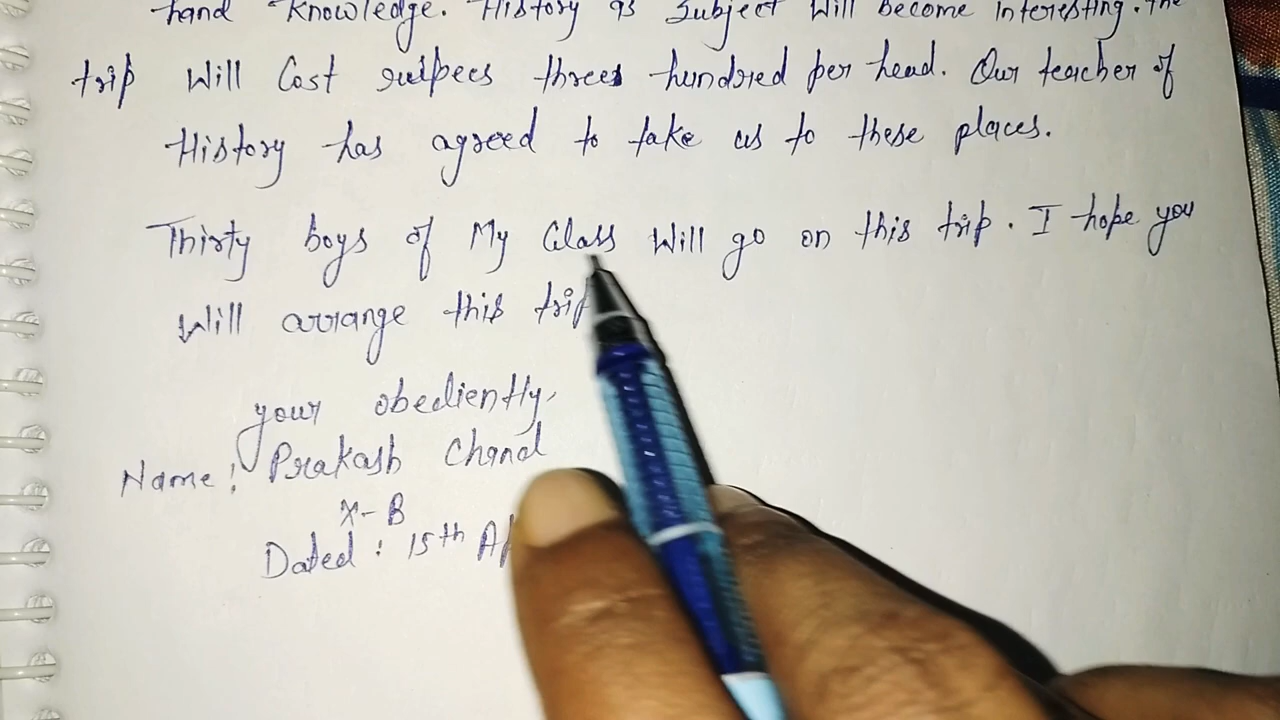 hand Knowledge. History as Subject Will become interesting. The
trip Will Cost rulpees threes hundred per head. Our teacher of
History has agreed to take us to these places.
Thirty boys of My Class Will go on this trip. I hope you
Will arrange this trip
your obediently,
Name: Prakash Chand
X-B
Dated: 15th Ap